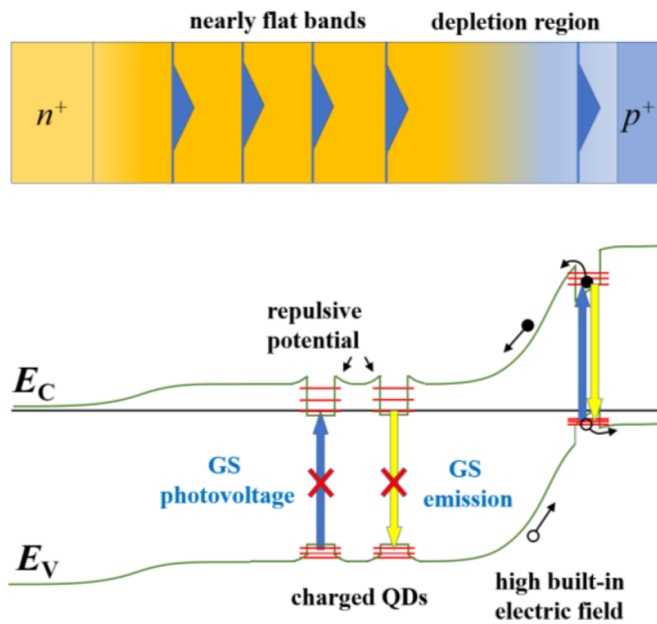 nearly flat bands
depletion region
n+
p+
repulsive
potential
EC
GS
photovoltage
GS
emission
EV
charged QDs
high built-in
electric field